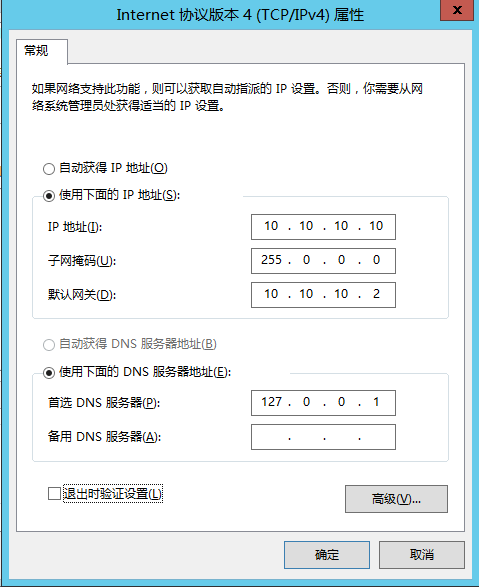 Internet 协议版本 4 (TCP/IPv4) 属性
常规
如果网络支持此功能，则可以获取自动指派的 IP 设置。否则，你需要从网
络系统管理员处获得适当的 IP 设置。
自动获得 IP 地址(O)
使用下面的 IP 地址(S):
IP 地址(I): 10 . 10 . 10 . 10
子网掩码(U): 255 . 0 . 0 . 0
默认网关(D): 10 . 10 . 10 . 2
自动获得 DNS 服务器地址(B)
使用下面的 DNS 服务器地址(E):
首选 DNS 服务器(P): 127 . 0 . 0 . 1
备用 DNS 服务器(A): . . .
退出时验证设置(L)
高级(V)...
确定 取消